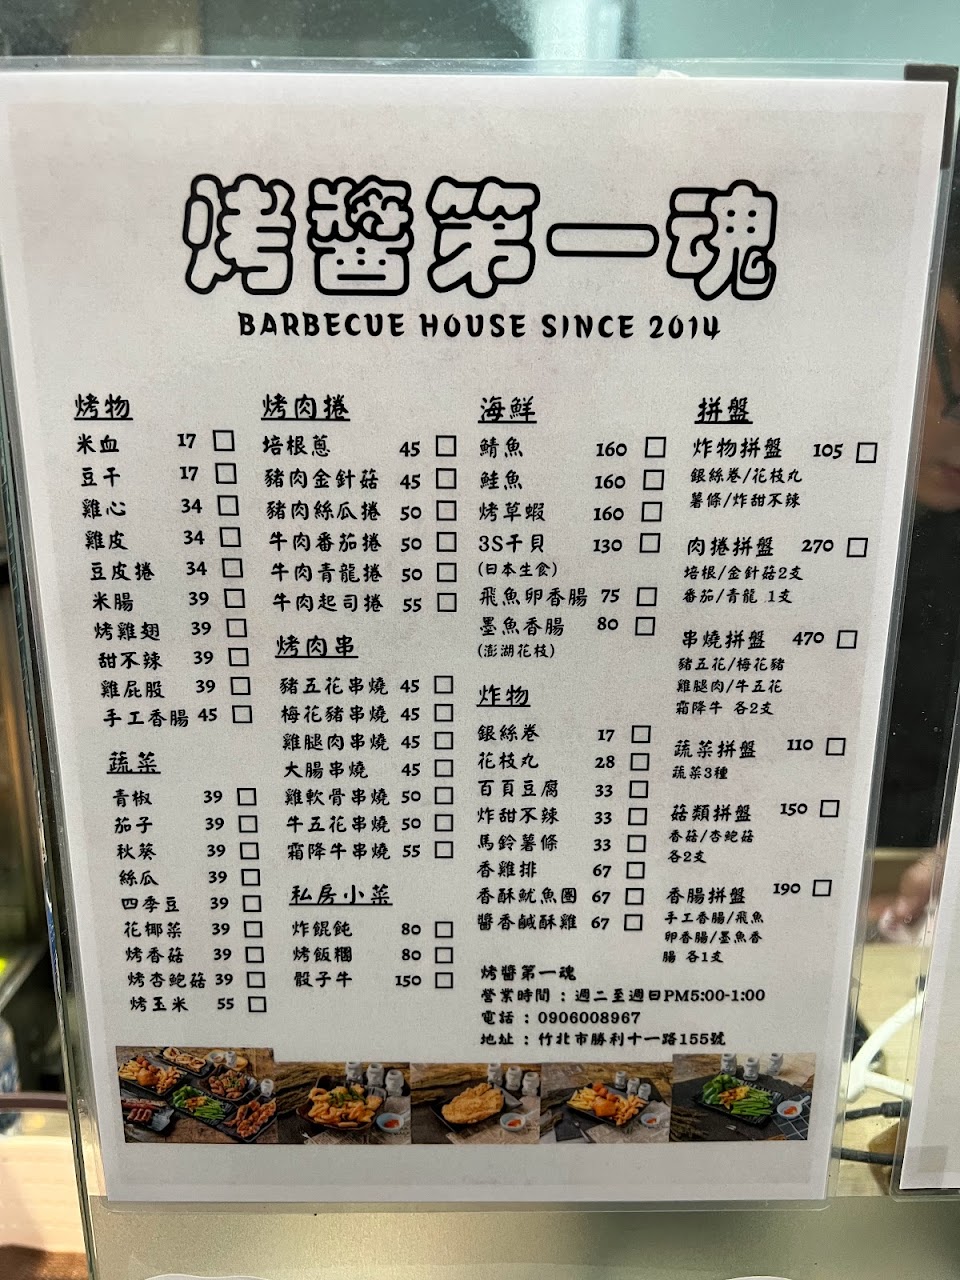 烤醬第一魂
BARBECUE HOUSE SINCE 2014
烤物
米血 17 □
豆干 17 □
雞心 34 □
雞皮 34 □
豆皮捲 34 □
米腸 39 □
烤雞翅 39 □
甜不辣 39 □
雞屁股 39 □
手工香腸 45 □
蔬菜
青椒 39 □
茄子 39 □
秋葵 39 □
絲瓜 39 □
四季豆 39 □
花椰菜 39 □
烤香菇 39 □
烤杏鮑菇 39 □
烤玉米 55 □
烤肉捲
培根蔥 45 □
豬肉金針菇 45 □
豬肉絲瓜捲 50 □
牛肉番茄捲 50 □
牛肉青龍捲 50 □
牛肉起司捲 55 □
烤肉串
豬五花串燒 45 □
梅花豬串燒 45 □
雞腿肉串燒 45 □
大腸串燒 45 □
雞軟骨串燒 50 □
牛五花串燒 50 □
霜降牛串燒 55 □
私房小菜
炸餛飩 80 □
烤飯糰 80 □
骰子牛 150 □
海鮮
鯖魚 160 □
鮭魚 160 □
烤草蝦 160 □
3S干貝 130 □
(日本生食)
飛魚卵香腸 75 □
墨魚香腸 80 □
(澎湖花枝)
炸物
銀絲卷 17 □
花枝丸 28 □
百頁豆腐 33 □
炸甜不辣 33 □
馬鈴薯條 33 □
香雞排 67 □
香酥魷魚圈 67 □
醬香鹹酥雞 67 □
拼盤
炸物拼盤 105 □
銀絲卷/花枝丸
薯條/炸甜不辣
肉捲拼盤 270 □
培根/金針菇2支
番茄/青龍 1支
串燒拼盤 470 □
豬五花/梅花豬
雞腿肉/牛五花
霜降牛 各2支
蔬菜拼盤 110 □
蔬菜3種
菇類拼盤 150 □
香菇/杏鮑菇
各2支
香腸拼盤 190 □
手工香腸/飛魚
卵香腸/墨魚香
腸 各1支
烤醬第一魂
營業時間：週二至週日PM5:00-1:00
電話：0906008967
地址：竹北市勝利十一路155號